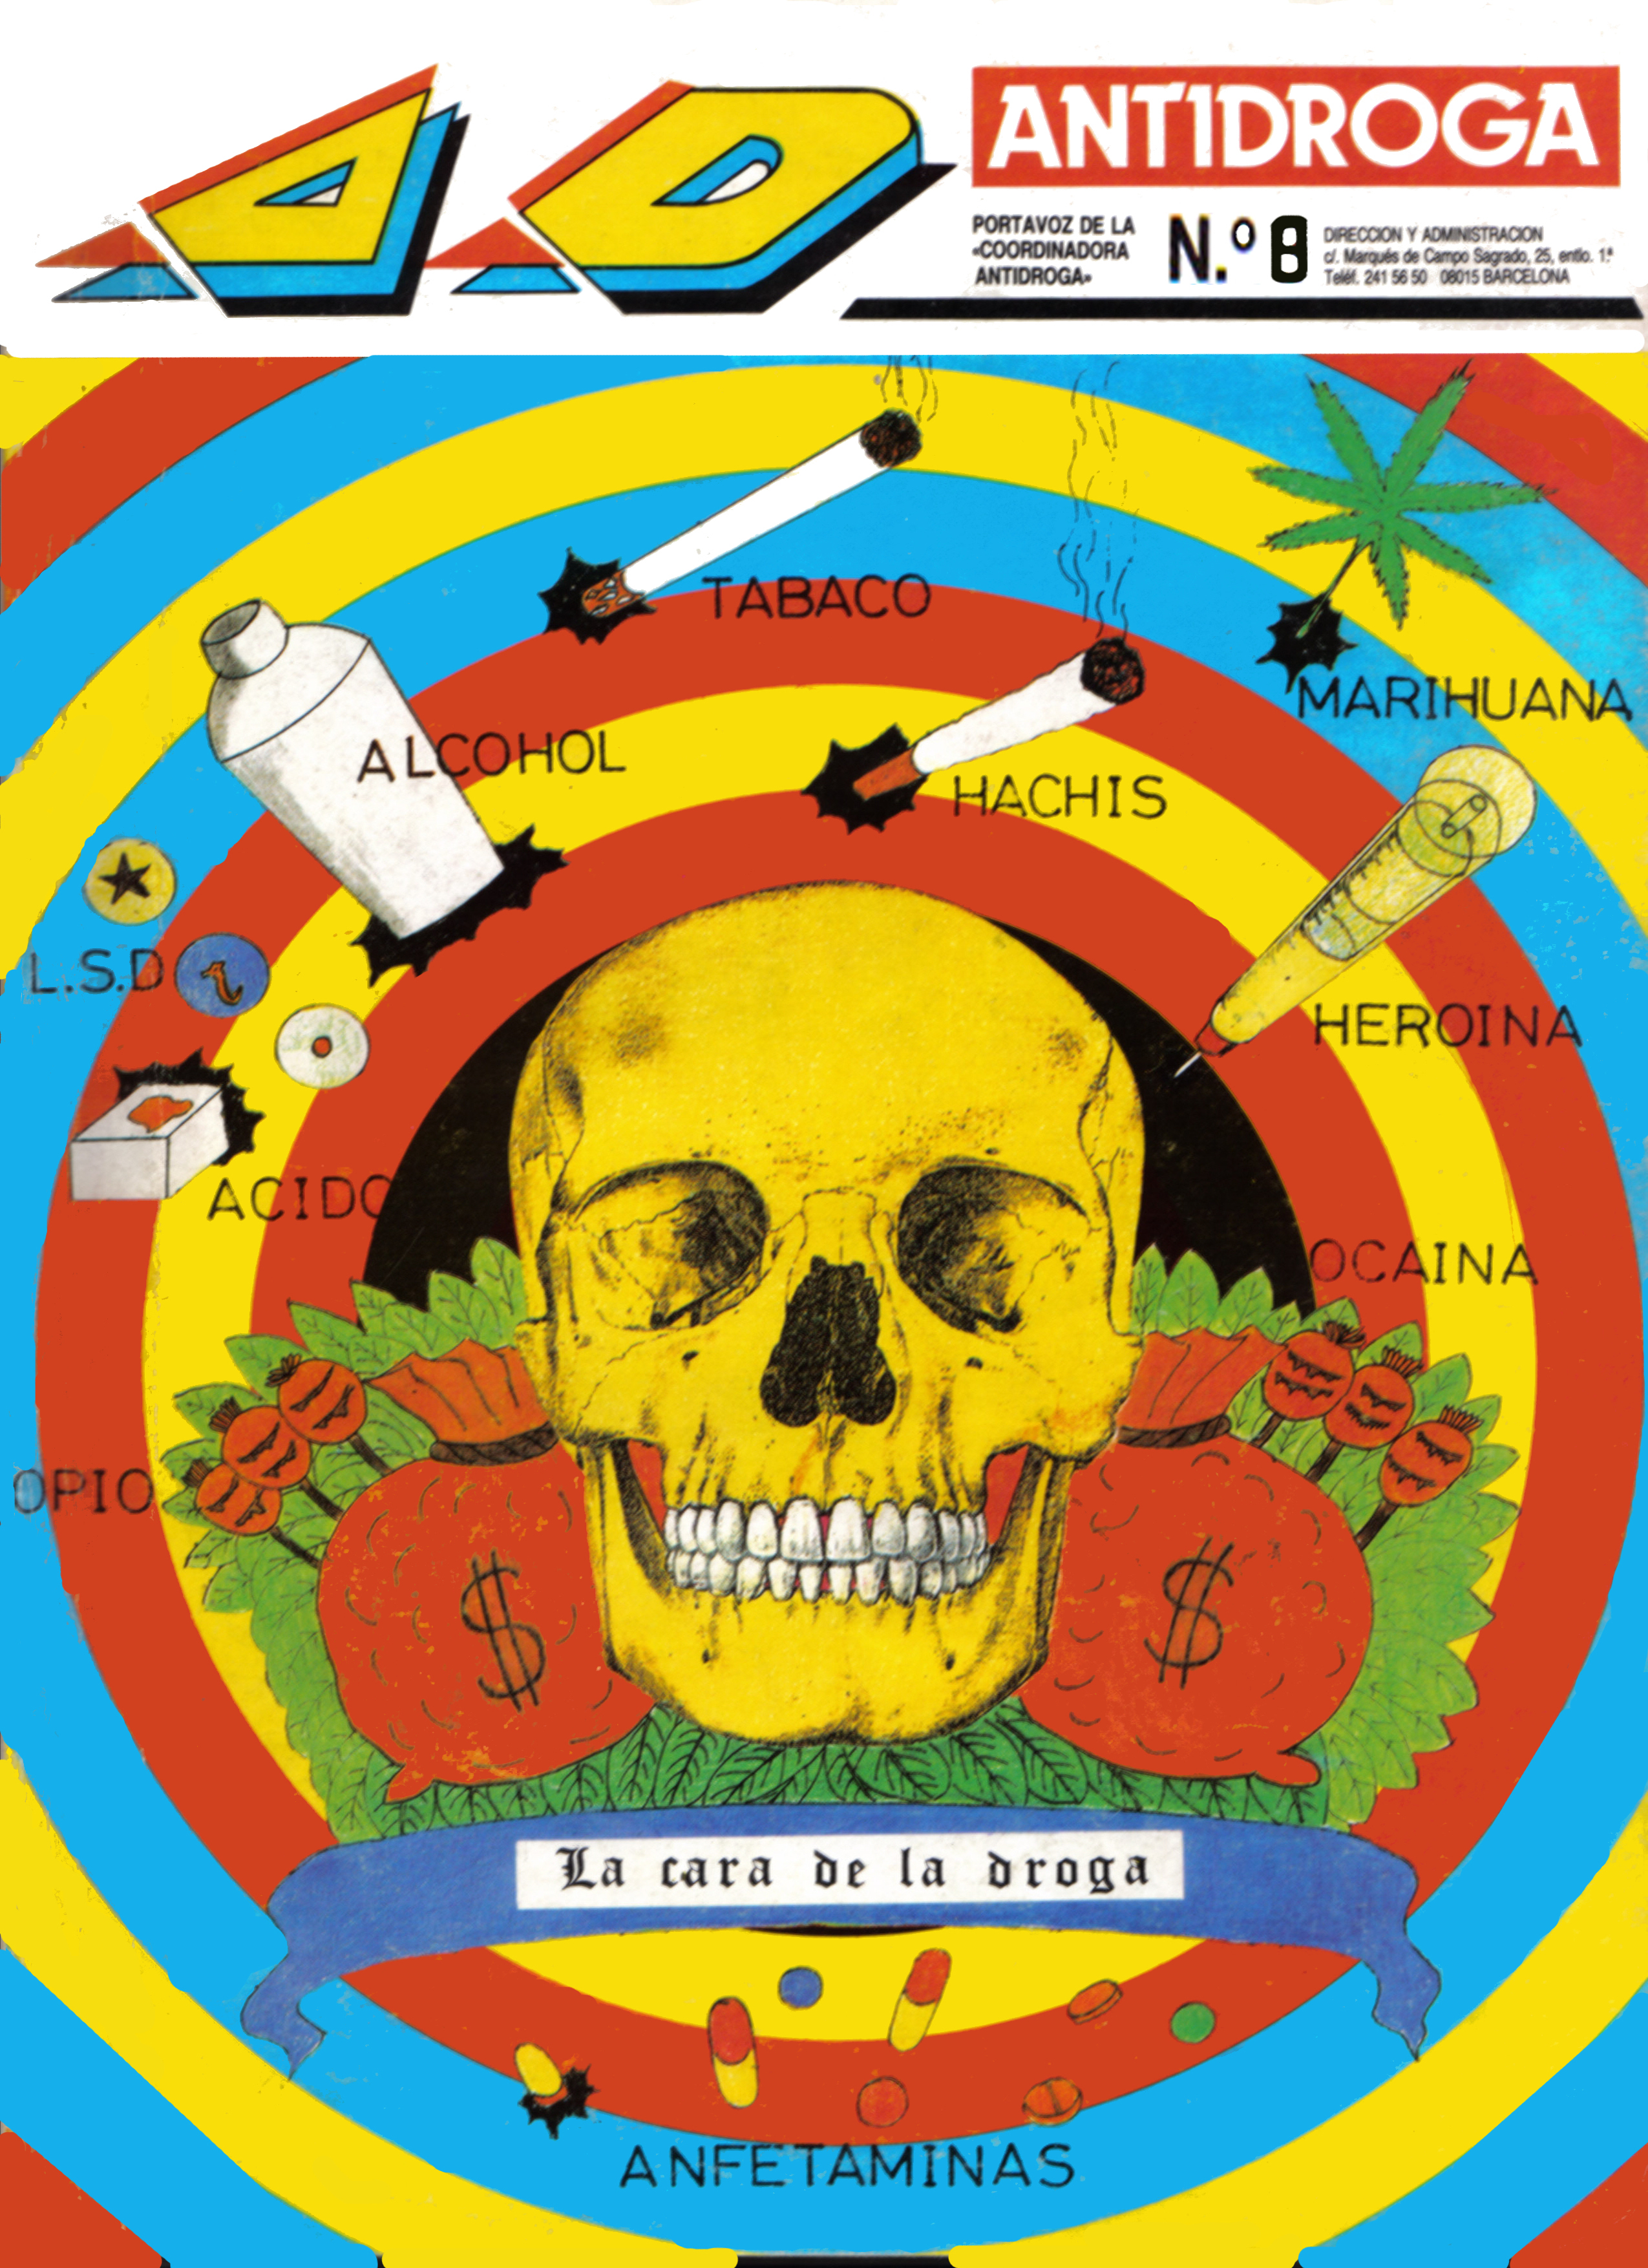 AD
ANTIDROGA
PORTAVOZ DE LA
«COORDINADORA
ANTIDROGA»
N.º 8
DIRECCION Y ADMINISTRACION
c/. Marqués de Campo Sagrado, 25, entlo. 1.ª
Teléf. 241 56 50 08015 BARCELONA
TABACO
MARIHUANA
ALCOHOL
HACHIS
L.S.D
HEROINA
ACIDO
OCAINA
OPIO
$
$
La cara de la droga
ANFETAMINAS